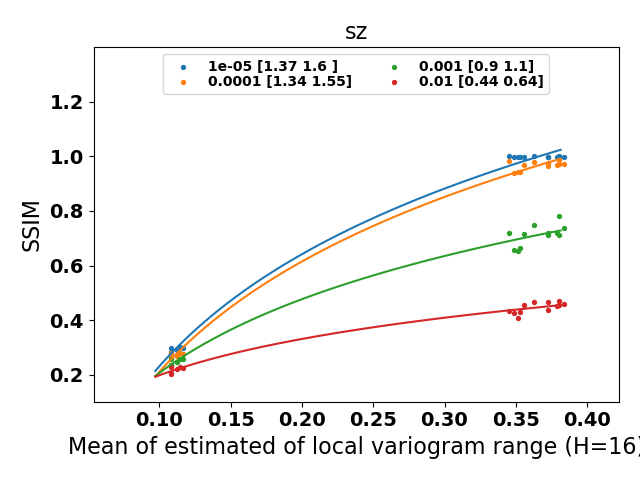 sz
1e-05 [1.37 1.6 ]
0.0001 [1.34 1.55]
0.001 [0.9 1.1]
0.01 [0.44 0.64]
SSIM
1.2
1.0
0.8
0.6
0.4
0.2
0.10 0.15 0.20 0.25 0.30 0.35 0.40
Mean of estimated of local variogram range (H=16)